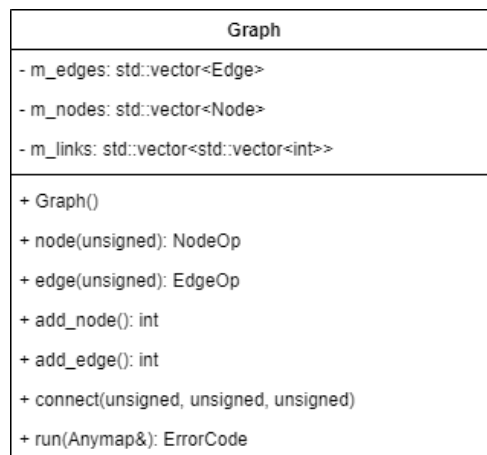 Graph
- m_edges: std::vector<Edge>
- m_nodes: std::vector<Node>
- m_links: std::vector<std::vector<int>>
+ Graph()
+ node(unsigned): NodeOp
+ edge(unsigned): EdgeOp
+ add_node(): int
+ add_edge(): int
+ connect(unsigned, unsigned, unsigned)
+ run(Anymap&): ErrorCode